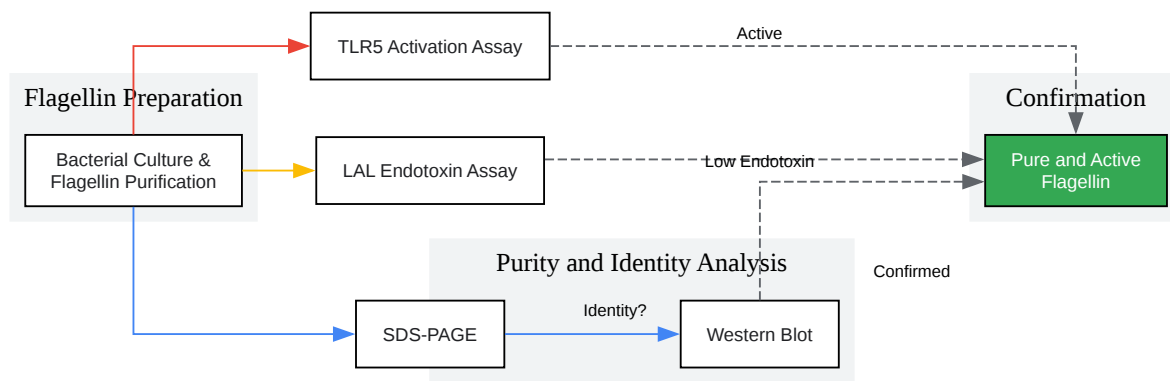 TLR5 Activation Assay
Active
Flagellin Preparation
Confirmation
Bacterial Culture &
Flagellin Purification
LAL Endotoxin Assay
Low Endotoxin
Pure and Active
Flagellin
Purity and Identity Analysis
Confirmed
SDS-PAGE
Identity?
Western Blot